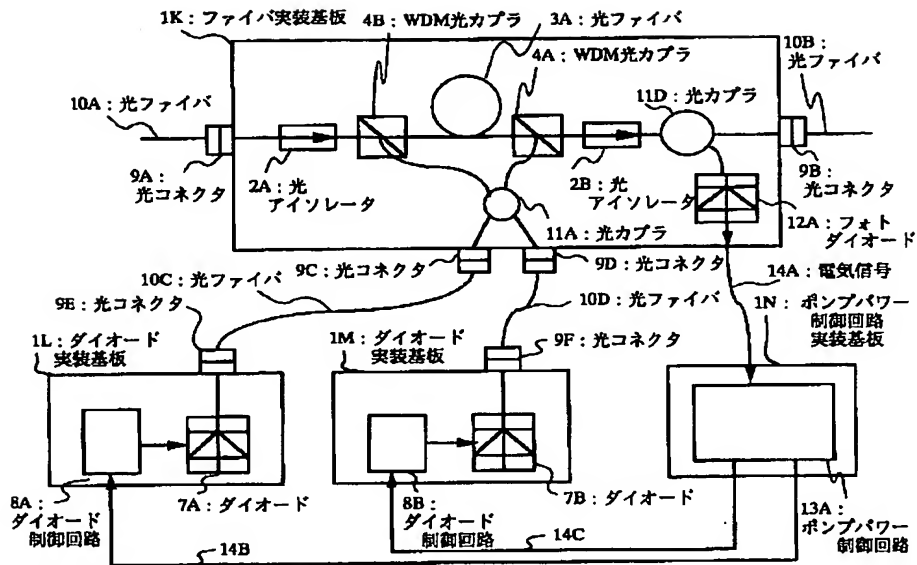 1K:ファイバ実装基板
4B:WDM光カプラ
3A:光ファイバ
4A:WDM光カプラ
10B:
光ファイバ
10A:光ファイバ
11D:光カプラ
9A:
光コネクタ
2A:光
アイソレータ
2B:光
アイソレータ
9B:
光コネクタ
12A:フォト
ダイオード
11A:光カプラ
9C:光コネクタ
9D:光コネクタ
10C:光ファイバ
14A:電気信号
9E:光コネクタ
10D:光ファイバ
1N:ポンプパワー
制御回路
実装基板
1L:ダイオード
実装基板
1M:ダイオード
実装基板
9F:光コネクタ
8A:
ダイオード
制御回路
7A:ダイオード
8B:
ダイオード
制御回路
7B:ダイオード
13A:
ポンプパワー
制御回路
14B
14C